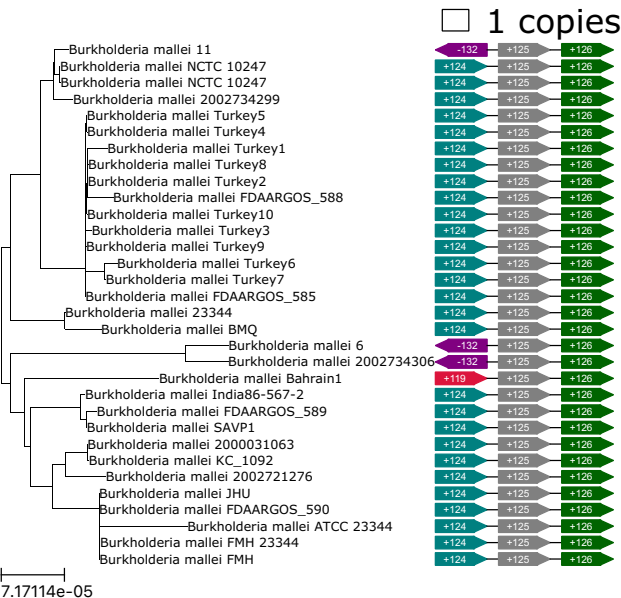 1 copies
Burkholderia mallei 11 -132 +125 +126
Burkholderia mallei NCTC 10247 +124 +125 +126
Burkholderia mallei NCTC 10247 +124 +125 +126
Burkholderia mallei 2002734299 +124 +125 +126
Burkholderia mallei Turkey5 +124 +125 +126
Burkholderia mallei Turkey4 +124 +125 +126
Burkholderia mallei Turkey1 +124 +125 +126
Burkholderia mallei Turkey8 +124 +125 +126
Burkholderia mallei Turkey2 +124 +125 +126
Burkholderia mallei FDAARGOS_588 +124 +125 +126
Burkholderia mallei Turkey10 +124 +125 +126
Burkholderia mallei Turkey3 +124 +125 +126
Burkholderia mallei Turkey9 +124 +125 +126
Burkholderia mallei Turkey6 +124 +125 +126
Burkholderia mallei Turkey7 +124 +125 +126
Burkholderia mallei FDAARGOS_585 +124 +125 +126
Burkholderia mallei 23344 +124 +125 +126
Burkholderia mallei BMQ +124 +125 +126
Burkholderia mallei 6 -132 +125 +126
Burkholderia mallei 2002734306 -132 +125 +126
Burkholderia mallei Bahrain1 +119 +125 +126
Burkholderia mallei India86-567-2 +124 +125 +126
Burkholderia mallei FDAARGOS_589 +124 +125 +126
Burkholderia mallei SAVP1 +124 +125 +126
Burkholderia mallei 2000031063 +124 +125 +126
Burkholderia mallei KC_1092 +124 +125 +126
Burkholderia mallei 2002721276 +124 +125 +126
Burkholderia mallei JHU +124 +125 +126
Burkholderia mallei FDAARGOS_590 +124 +125 +126
Burkholderia mallei ATCC 23344 +124 +125 +126
Burkholderia mallei FMH 23344 +124 +125 +126
Burkholderia mallei FMH +124 +125 +126
7.17114e-05